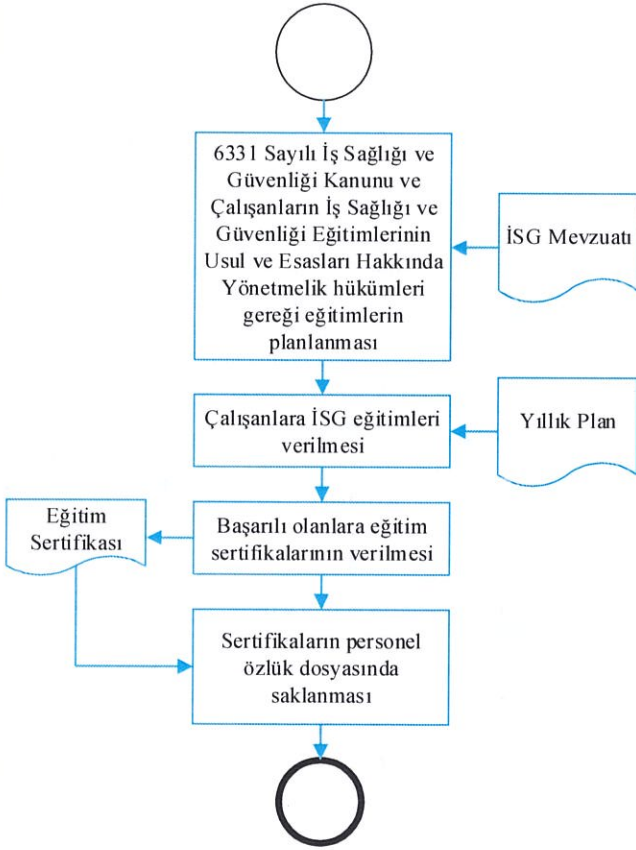 6331 Sayılı İş Sağlığı ve
Güvenliği Kanunu ve
Çalışanların İş Sağlığı ve
Güvenliği Eğitimlerinin
Usul ve Esasları Hakkında
Yönetmelik hükümleri
gereği eğitimlerin
planlanması
İSG Mevzuatı
Çalışanlara İSG eğitimleri
verilmesi
Yıllık Plan
Eğitim
Sertifikası
Başarılı olanlara eğitim
sertifikalarının verilmesi
Sertifikaların personel
özlük dosyasında
saklanması